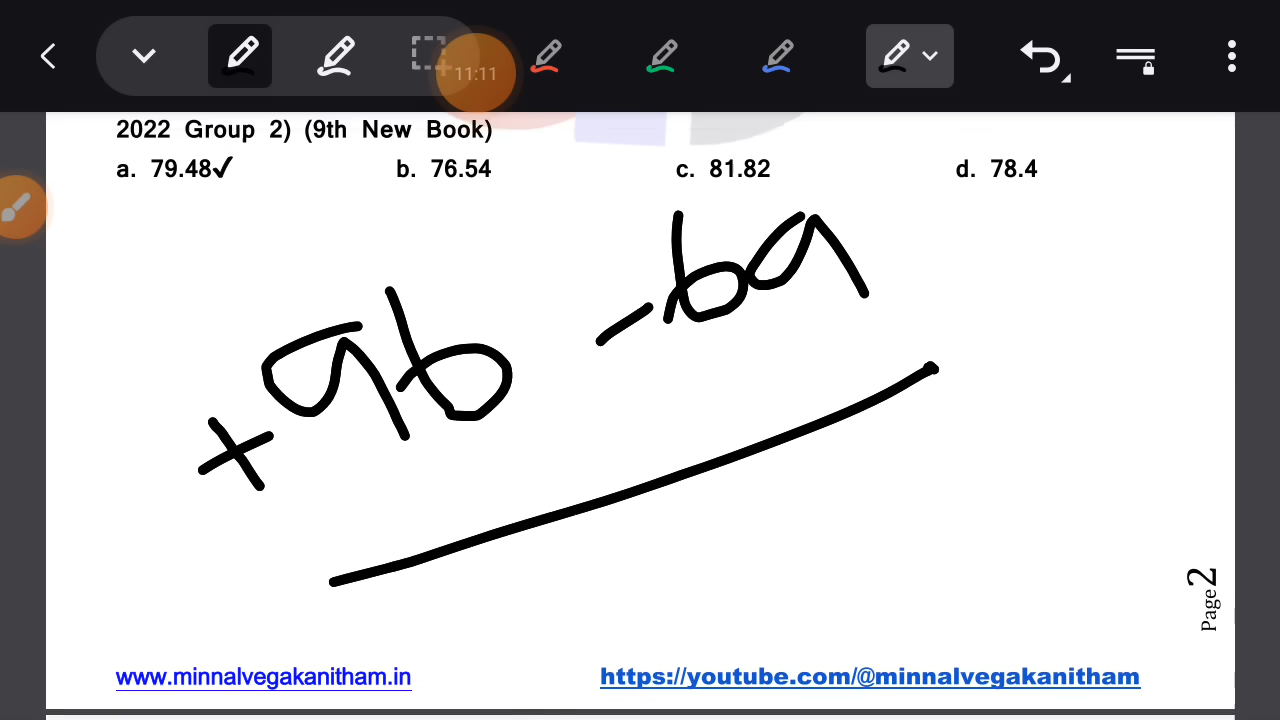 11:11
2022 Group 2) (9th New Book)
a. 79.48✓ b. 76.54 c. 81.82 d. 78.4
+96 -69
Page 2
www.minnalvegakanitham.in https://youtube.com/@minnalvegakanitham